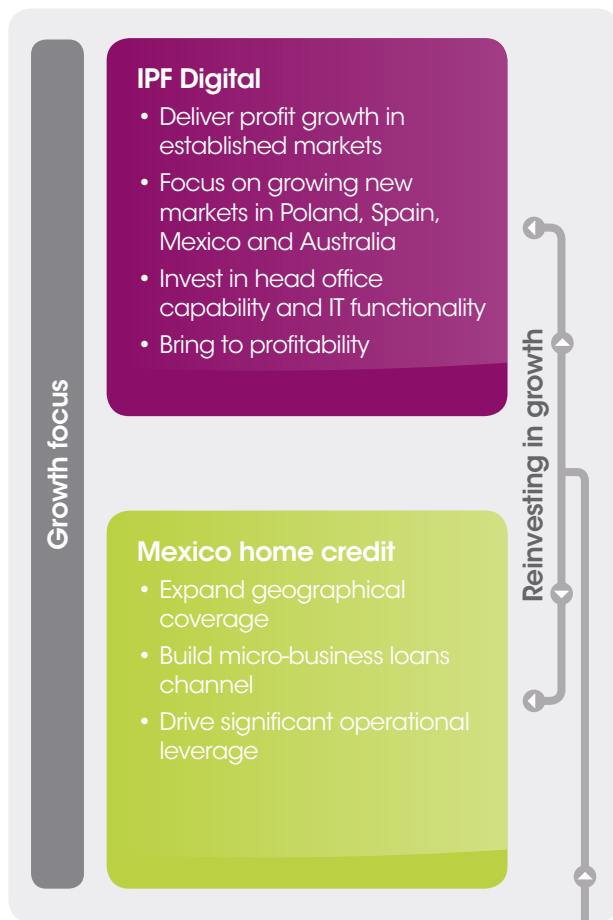 Growth focus
IPF Digital
• Deliver profit growth in
established markets
• Focus on growing new
markets in Poland, Spain,
Mexico and Australia
• Invest in head office
capability and IT functionality
• Bring to profitability
Mexico home credit
• Expand geographical
coverage
• Build micro-business loans
channel
• Drive significant operational
leverage
Reinvesting in growth